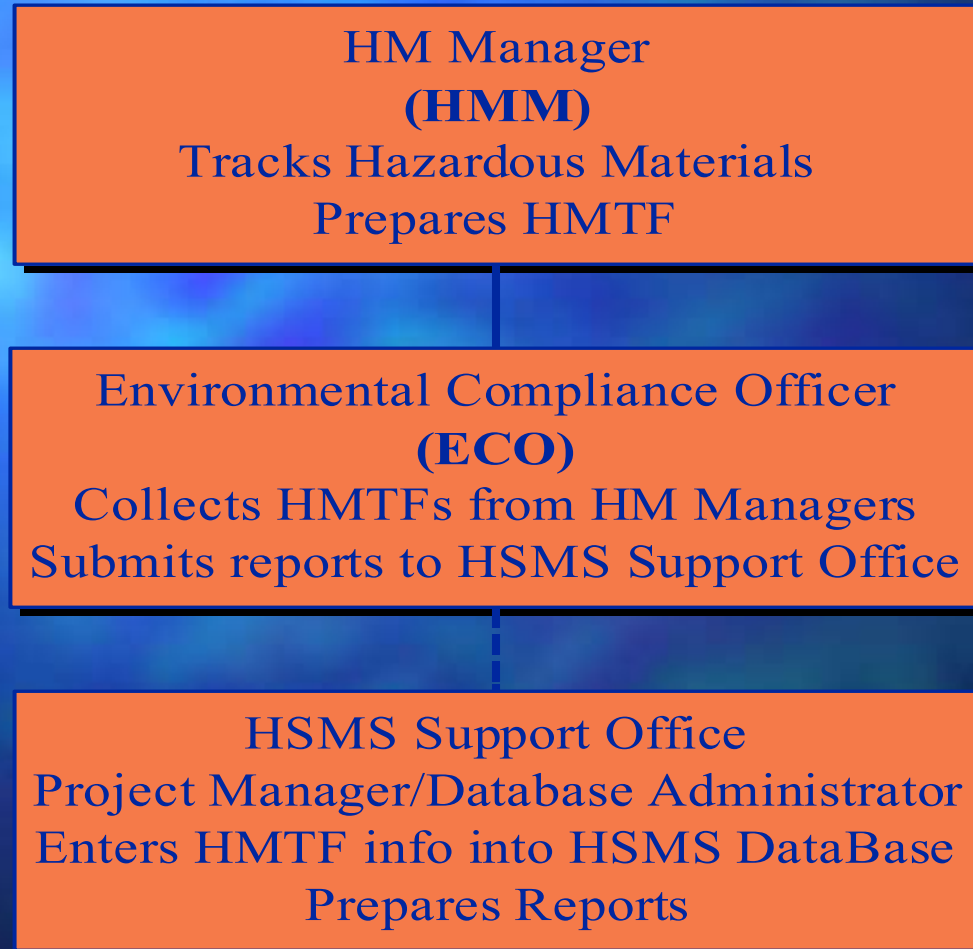 HM Manager
(HMM)
Tracks Hazardous Materials
Prepares HMTF
Environmental Compliance Officer
(ECO)
Collects HMTFs from HM Managers
Submits reports to HSMS Support Office
HSMS Support Office
Project Manager/Database Administrator
Enters HMTF info into HSMS DataBase
Prepares Reports